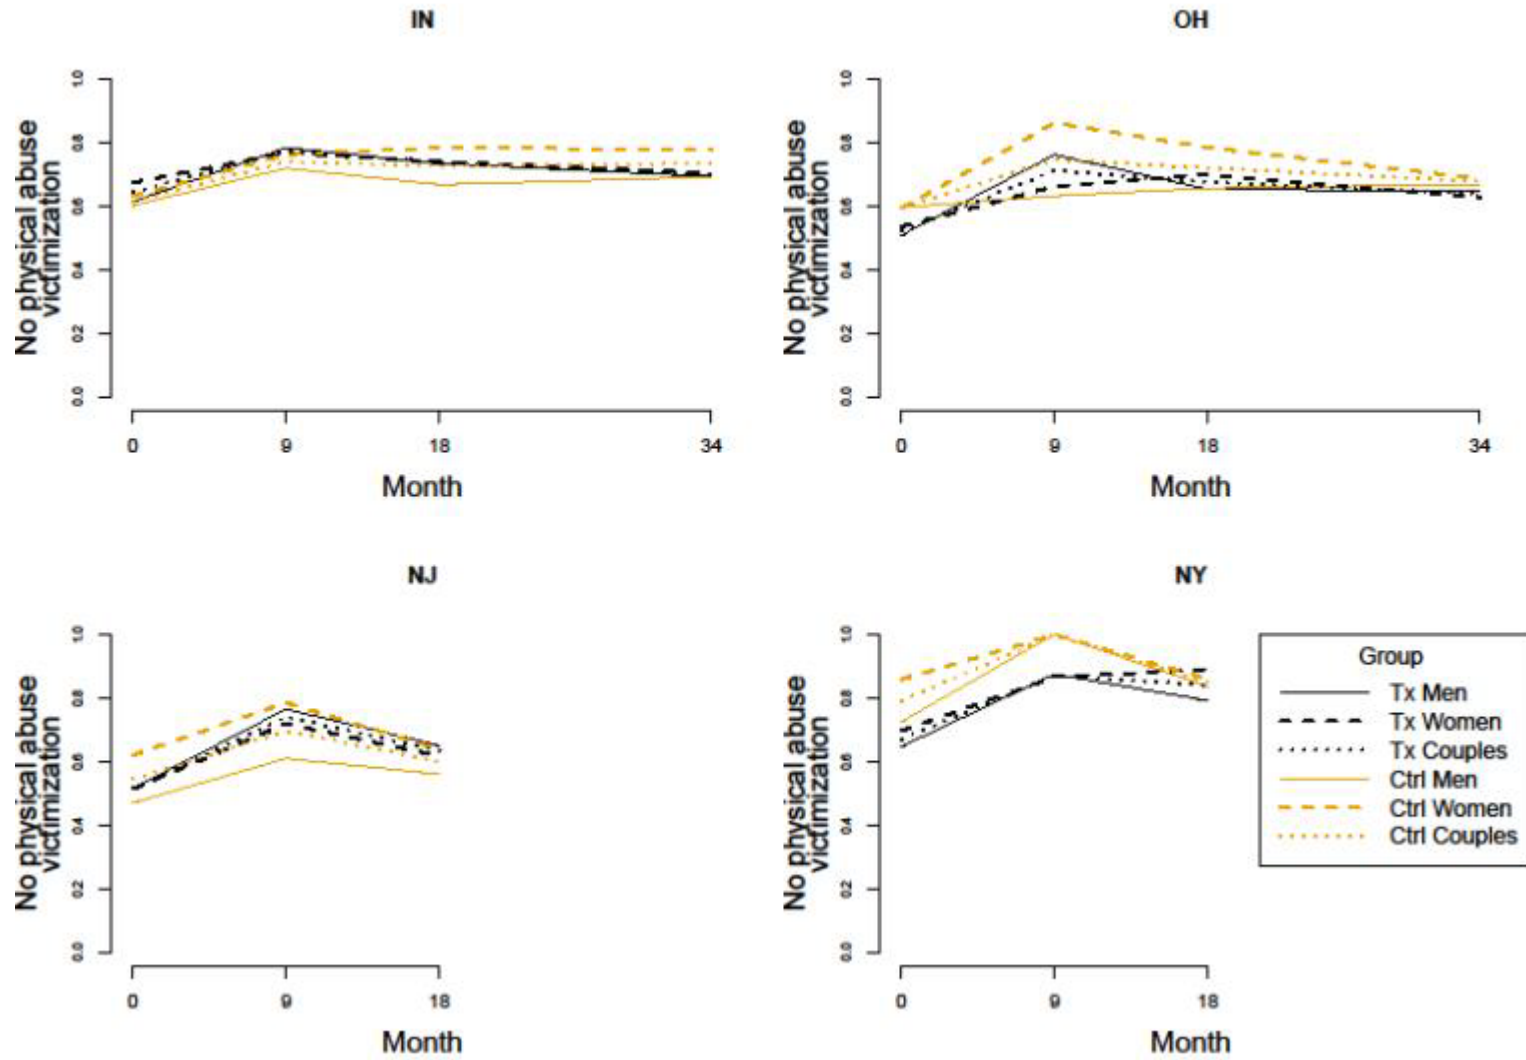 IN
No physical abuse
victimization
1.0
0.8
0.6
0.4
0.2
0.0
0 9 18 34
Month
OH
No physical abuse
victimization
1.0
0.8
0.6
0.4
0.2
0.0
0 9 18 34
Month
NJ
No physical abuse
victimization
1.0
0.8
0.6
0.4
0.2
0.0
0 9 18
Month
NY
No physical abuse
victimization
1.0
0.8
0.6
0.4
0.2
0.0
0 9 18
Month
Group
Tx Men
Tx Women
Tx Couples
Ctrl Men
Ctrl Women
Ctrl Couples